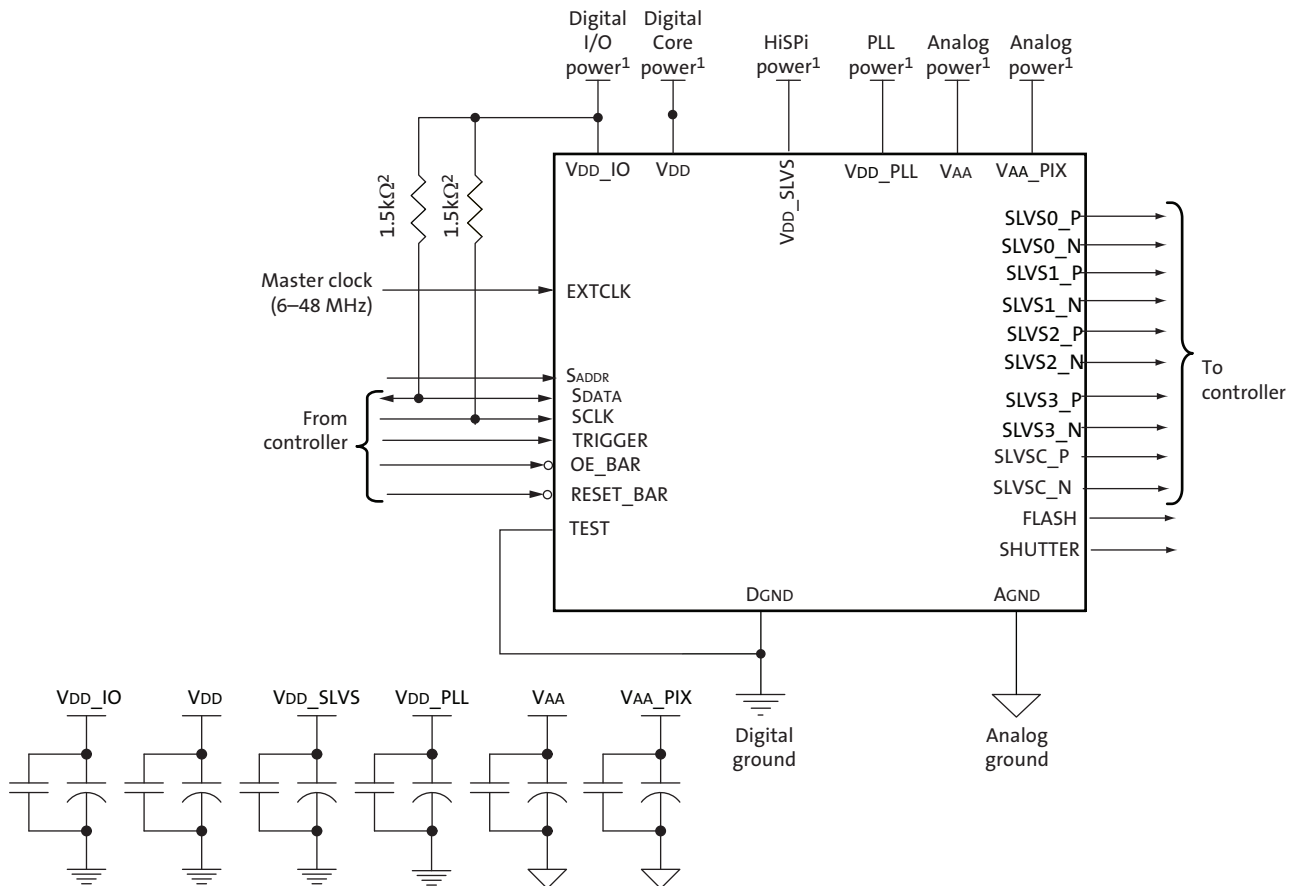 Digital
I/O
power1
Digital
Core
power1
HiSPi
power1
PLL
power1
Analog
power1
Analog
power1
VDD_IO
VDD
VDD_SLVS
VDD_PLL
VAA
VAA_PIX
1.5kΩ2
1.5kΩ2
Master clock
(6–48 MHz)
EXTCLK
SADDR
SDATA
SCLK
TRIGGER
OE_BAR
RESET_BAR
TEST
From
controller
SLVS0_P
SLVS0_N
SLVS1_P
SLVS1_N
SLVS2_P
SLVS2_N
SLVS3_P
SLVS3_N
SLVSC_P
SLVSC_N
FLASH
SHUTTER
To
controller
DGND
AGND
Digital
ground
Analog
ground
VDD_IO
VDD
VDD_SLVS
VDD_PLL
VAA
VAA_PIX